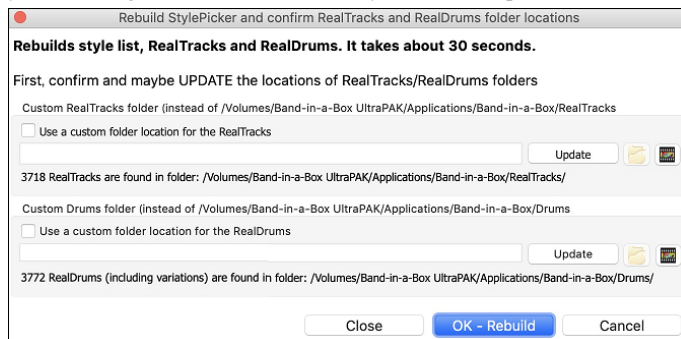 Rebuild StylePicker and confirm RealTracks and RealDrums folder locations
Rebuilds style list, RealTracks and RealDrums. It takes about 30 seconds.
First, confirm and maybe UPDATE the locations of RealTracks/RealDrums folders
Custom RealTracks folder (instead of /Volumes/Band-in-a-Box UltraPAK/Applications/Band-in-a-Box/RealTracks
Use a custom folder location for the RealTracks
Update
3718 RealTracks are found in folder: /Volumes/Band-in-a-Box UltraPAK/Applications/Band-in-a-Box/RealTracks/
Custom Drums folder (instead of /Volumes/Band-in-a-Box UltraPAK/Applications/Band-in-a-Box/Drums
Use a custom folder location for the RealDrums
Update
3772 RealDrums (including variations) are found in folder: /Volumes/Band-in-a-Box UltraPAK/Applications/Band-in-a-Box/Drums/
Close OK - Rebuild Cancel